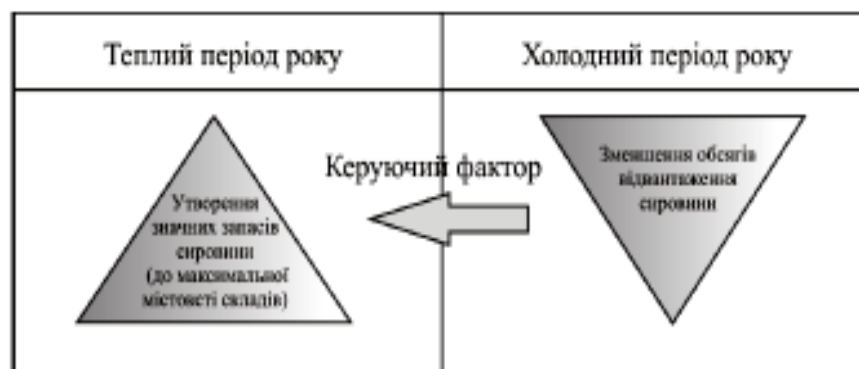 Теплий період року
Холодний період року
Керуючий фактор
Утворення
значних запасів
сировини
(до максимальної
містовсті складів)
Зменшення обсягів
відвантаження
сировини